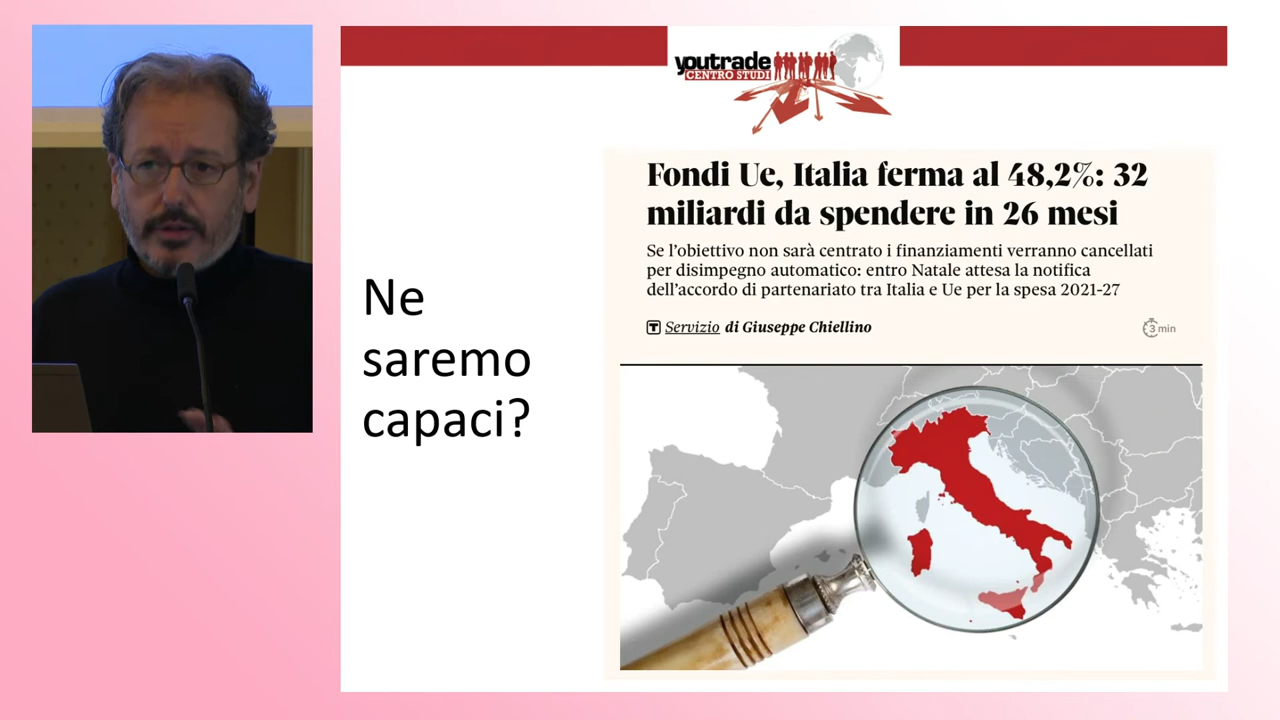 youtrade
CENTRO STUDI
Ne
saremo
capaci?
Fondi Ue, Italia ferma al 48,2%: 32
miliardi da spendere in 26 mesi
Se l'obiettivo non sarà centrato i finanziamenti verranno cancellati
per disimpegno automatico: entro Natale attesa la notifica
dell'accordo di partenariato tra Italia e Ue per la spesa 2021-27
T Servizio di Giuseppe Chiellino
3 min